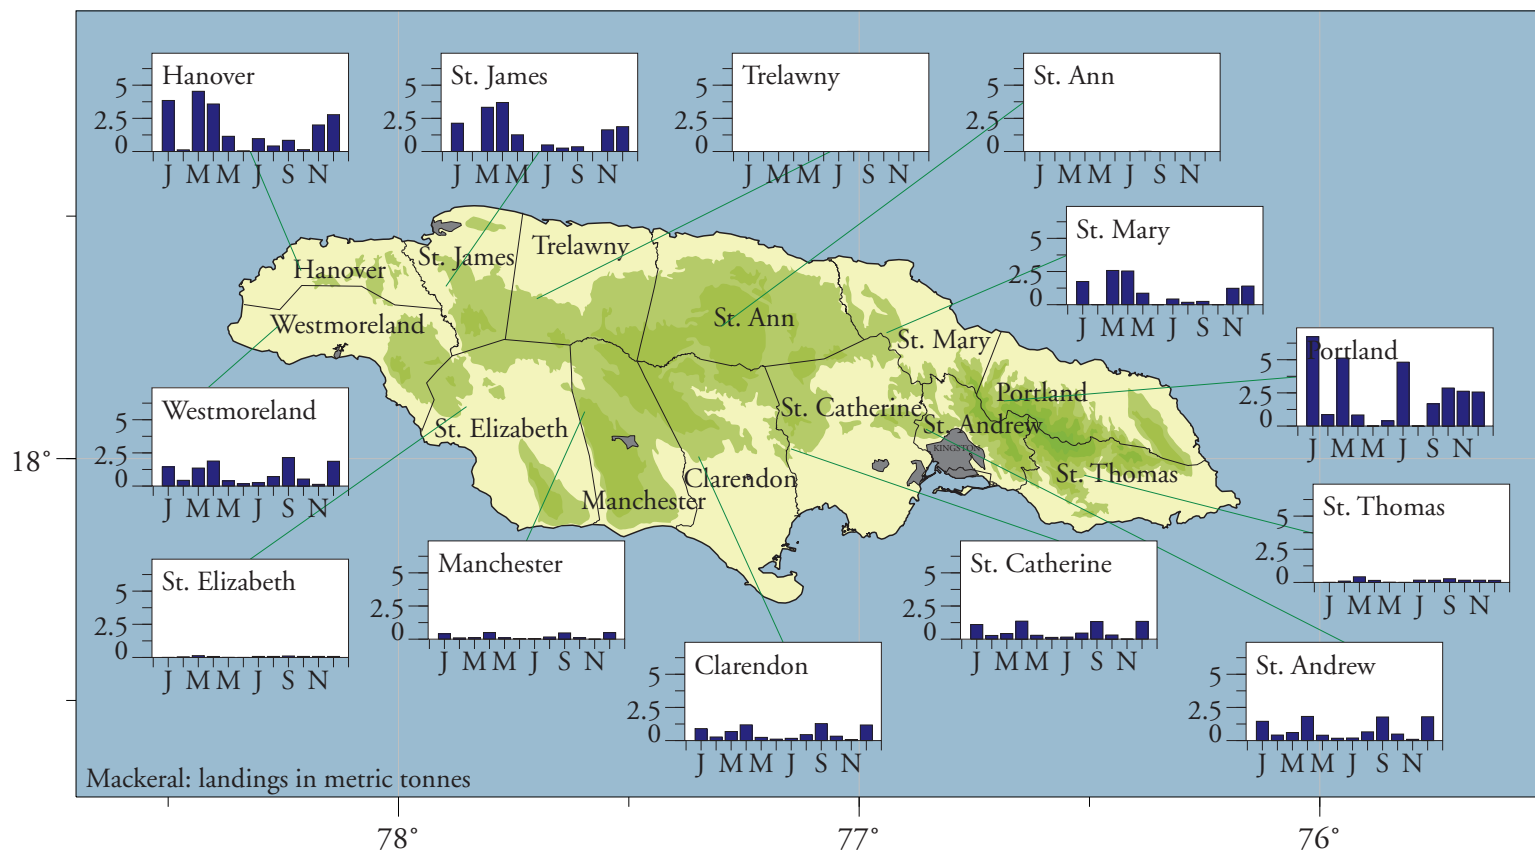 Hanover
5
2.5
0
J M M J S N
St. James
5
2.5
0
J M M J S N
Trelawny
5
2.5
0
J M M J S N
St. Ann
5
2.5
0
J M M J S N
St. Mary
5
2.5
0
J M M J S N
Portland
5
2.5
0
J M M J S N
Westmoreland
5
2.5
0
J M M J S N
St. Thomas
5
2.5
0
J M M J S N
St. Elizabeth
5
2.5
0
J M M J S N
Manchester
5
2.5
0
J M M J S N
St. Catherine
5
2.5
0
J M M J S N
Clarendon
5
2.5
0
J M M J S N
St. Andrew
5
2.5
0
J M M J S N
Hanover
St. James
Trelawny
Westmoreland
St. Ann
St. Mary
Portland
St. Elizabeth
St. Catherine
St. Andrew
KINGSTON
Manchester
Clarendon
St. Thomas
18°
Mackeral: landings in metric tonnes
78°
77°
76°